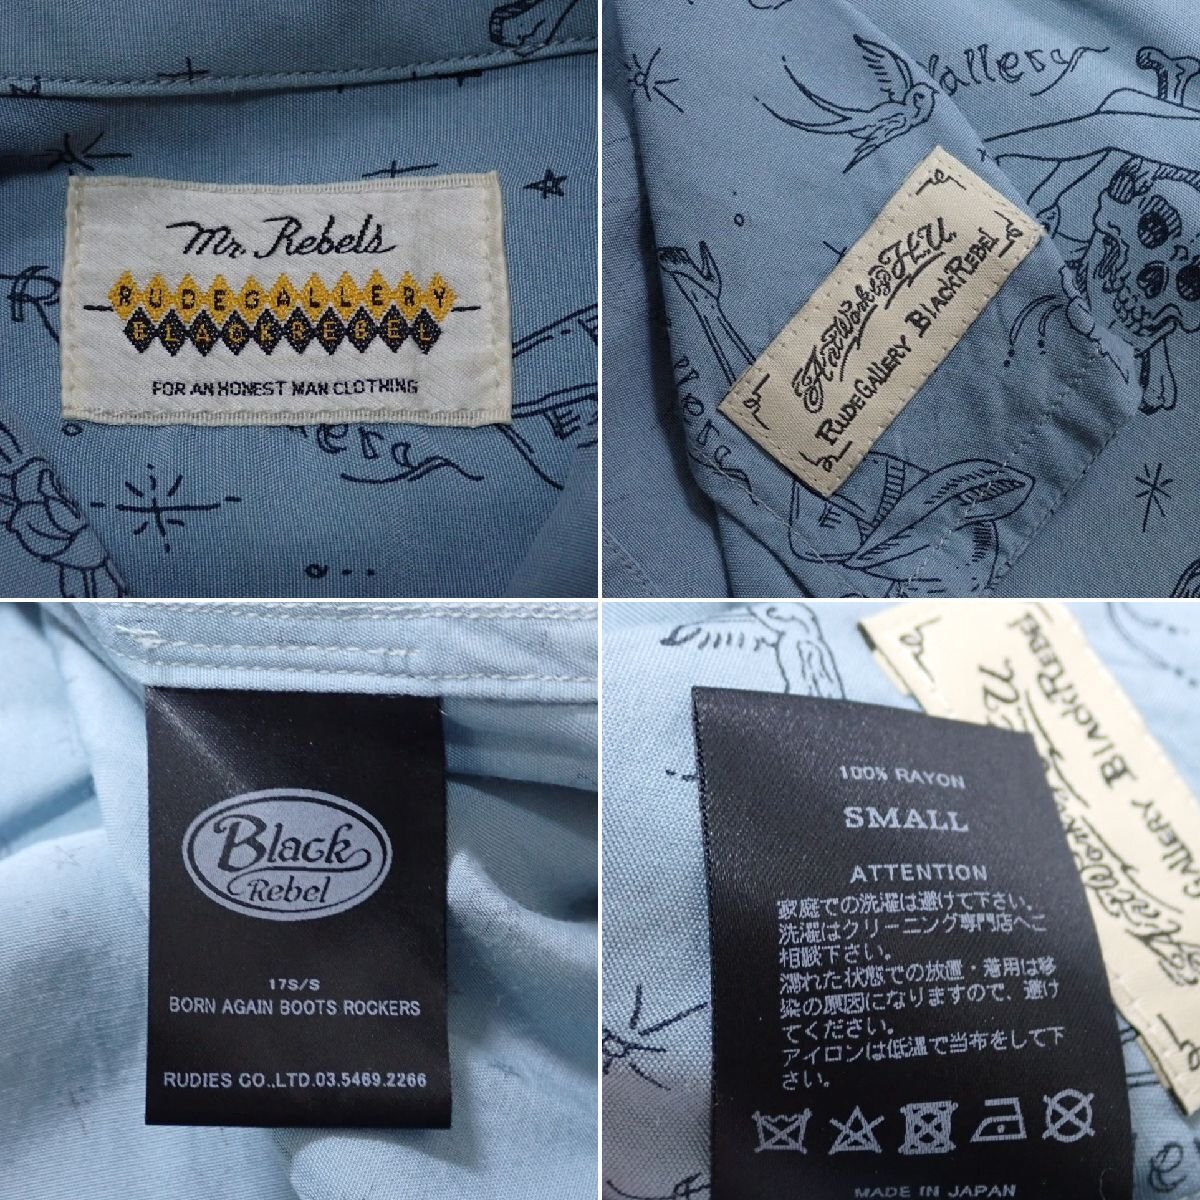 Mr. Rebels
RUDEGALLERY
BLACKREBEL
FOR AN HONEST MAN CLOTHING
Gallery
RUDEGALLERY BLACKREBEL
Black
Rebel
17S/S
BORN AGAIN BOOTS ROCKERS
RUDIES CO.,LTD.03.5469.2266
100% RAYON
SMALL
ATTENTION
家庭での洗濯は避けて下さい。
洗濯はクリーニング専門店へご
相談下さい。
濡れた状態での放置・着用は移
染の原因になりますので、避け
てください。
アイロンは低温で当布をして下
さい。
MADE IN JAPAN
BLACKREBEL